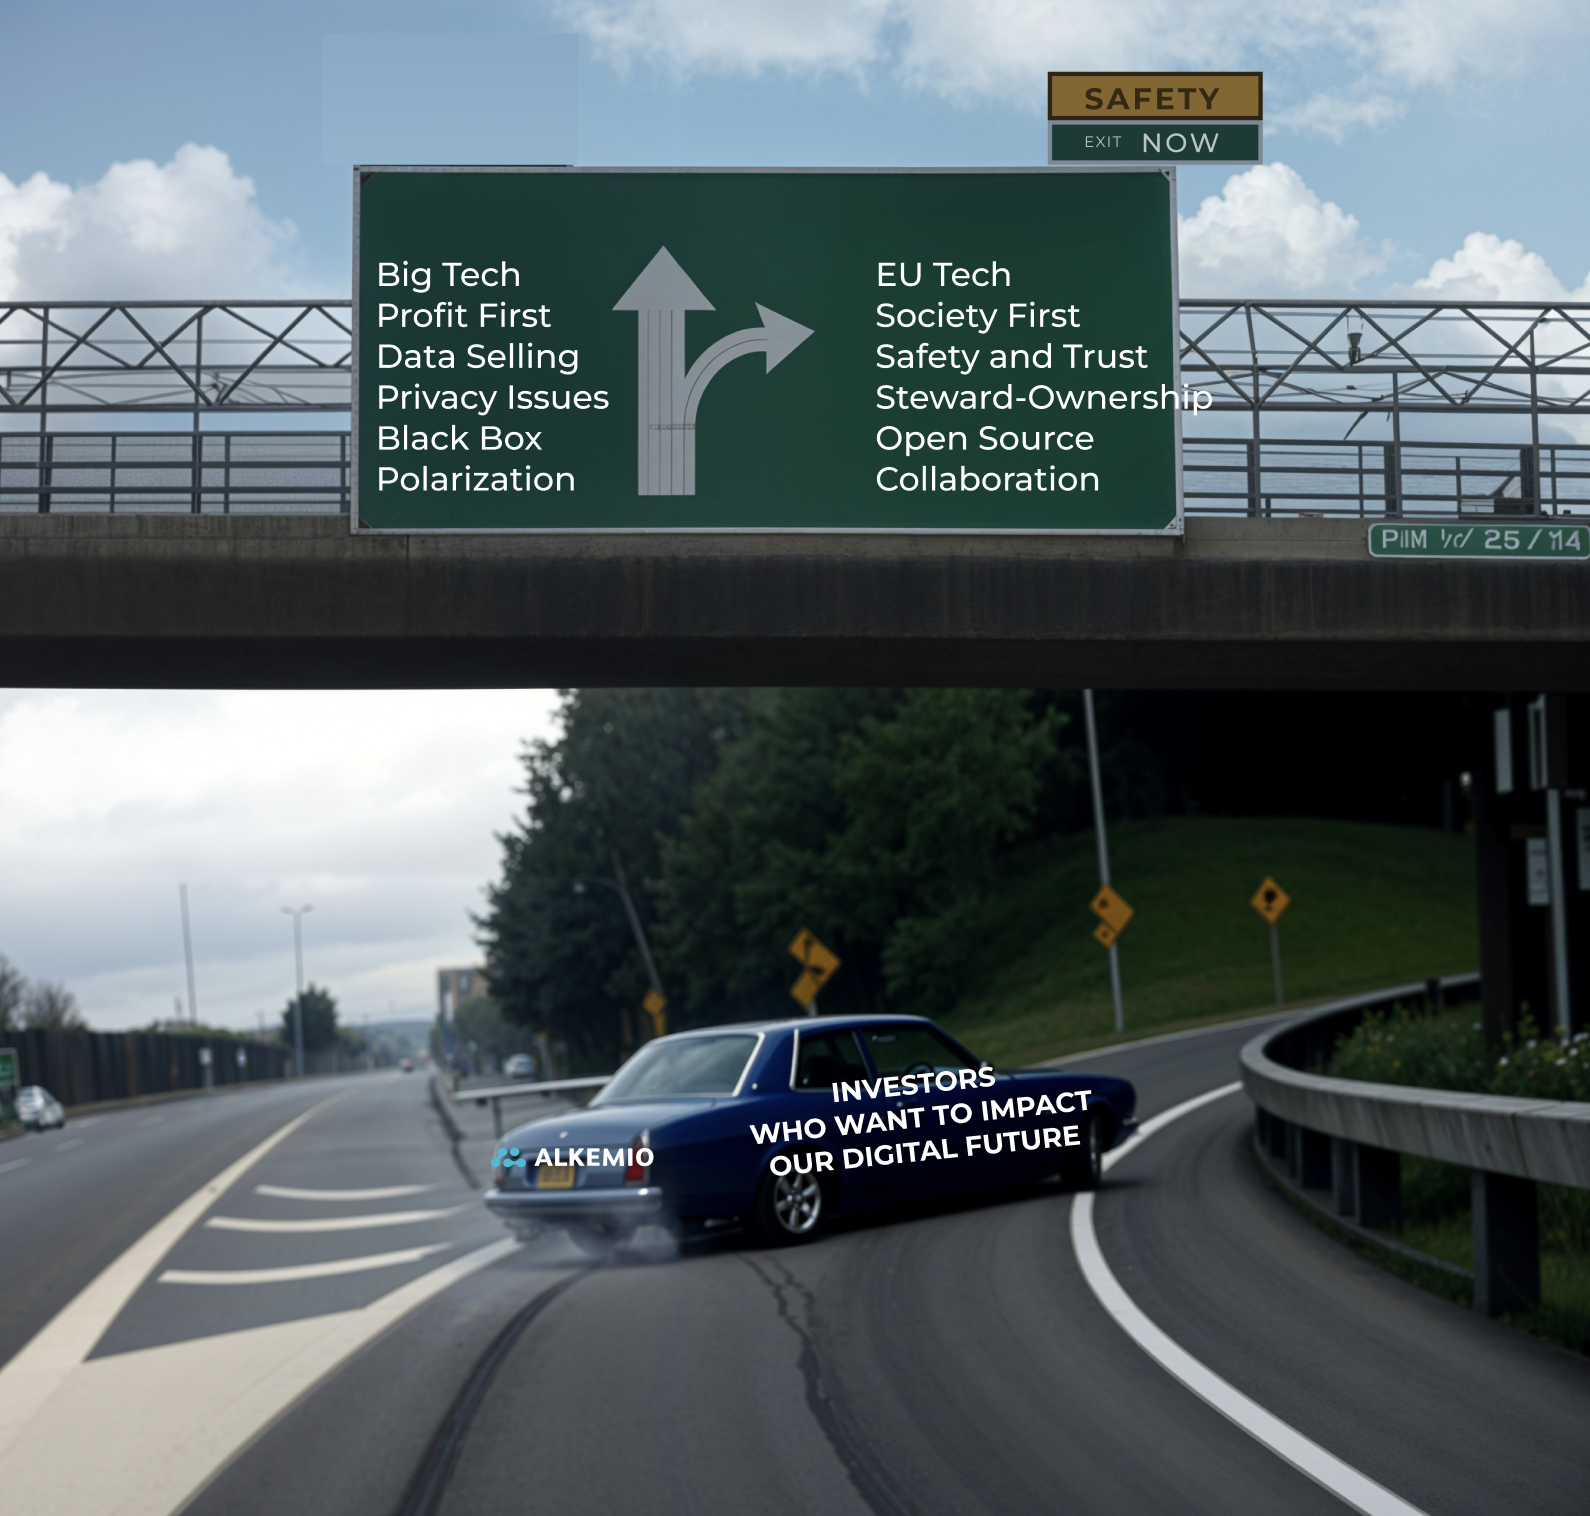 SAFETY
EXIT NOW
Big Tech
Profit First
Data Selling
Privacy Issues
Black Box
Polarization
EU Tech
Society First
Safety and Trust
Steward-Ownership
Open Source
Collaboration
25/
INVESTORS
WHO WANT TO IMPACT
OUR DIGITAL FUTURE
ALKEMIO